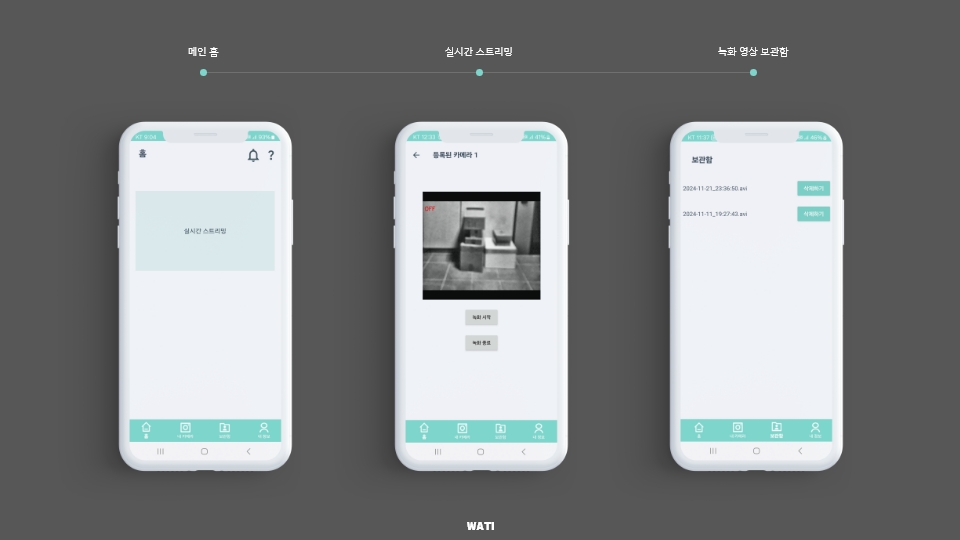 메인 홈
실시간 스트리밍
녹화 영상 보관함
홈
?
실시간 스트리밍
홈
내 카메라
보관함
내 정보
등록된 카메라 1
OFF
녹화 시작
녹화 종료
홈
내 카메라
보관함
내 정보
보관함
2024-11-21_23:36:50.avi
삭제하기
2024-11-11_19:27:43.avi
삭제하기
홈
내 카메라
보관함
내 정보
WATI